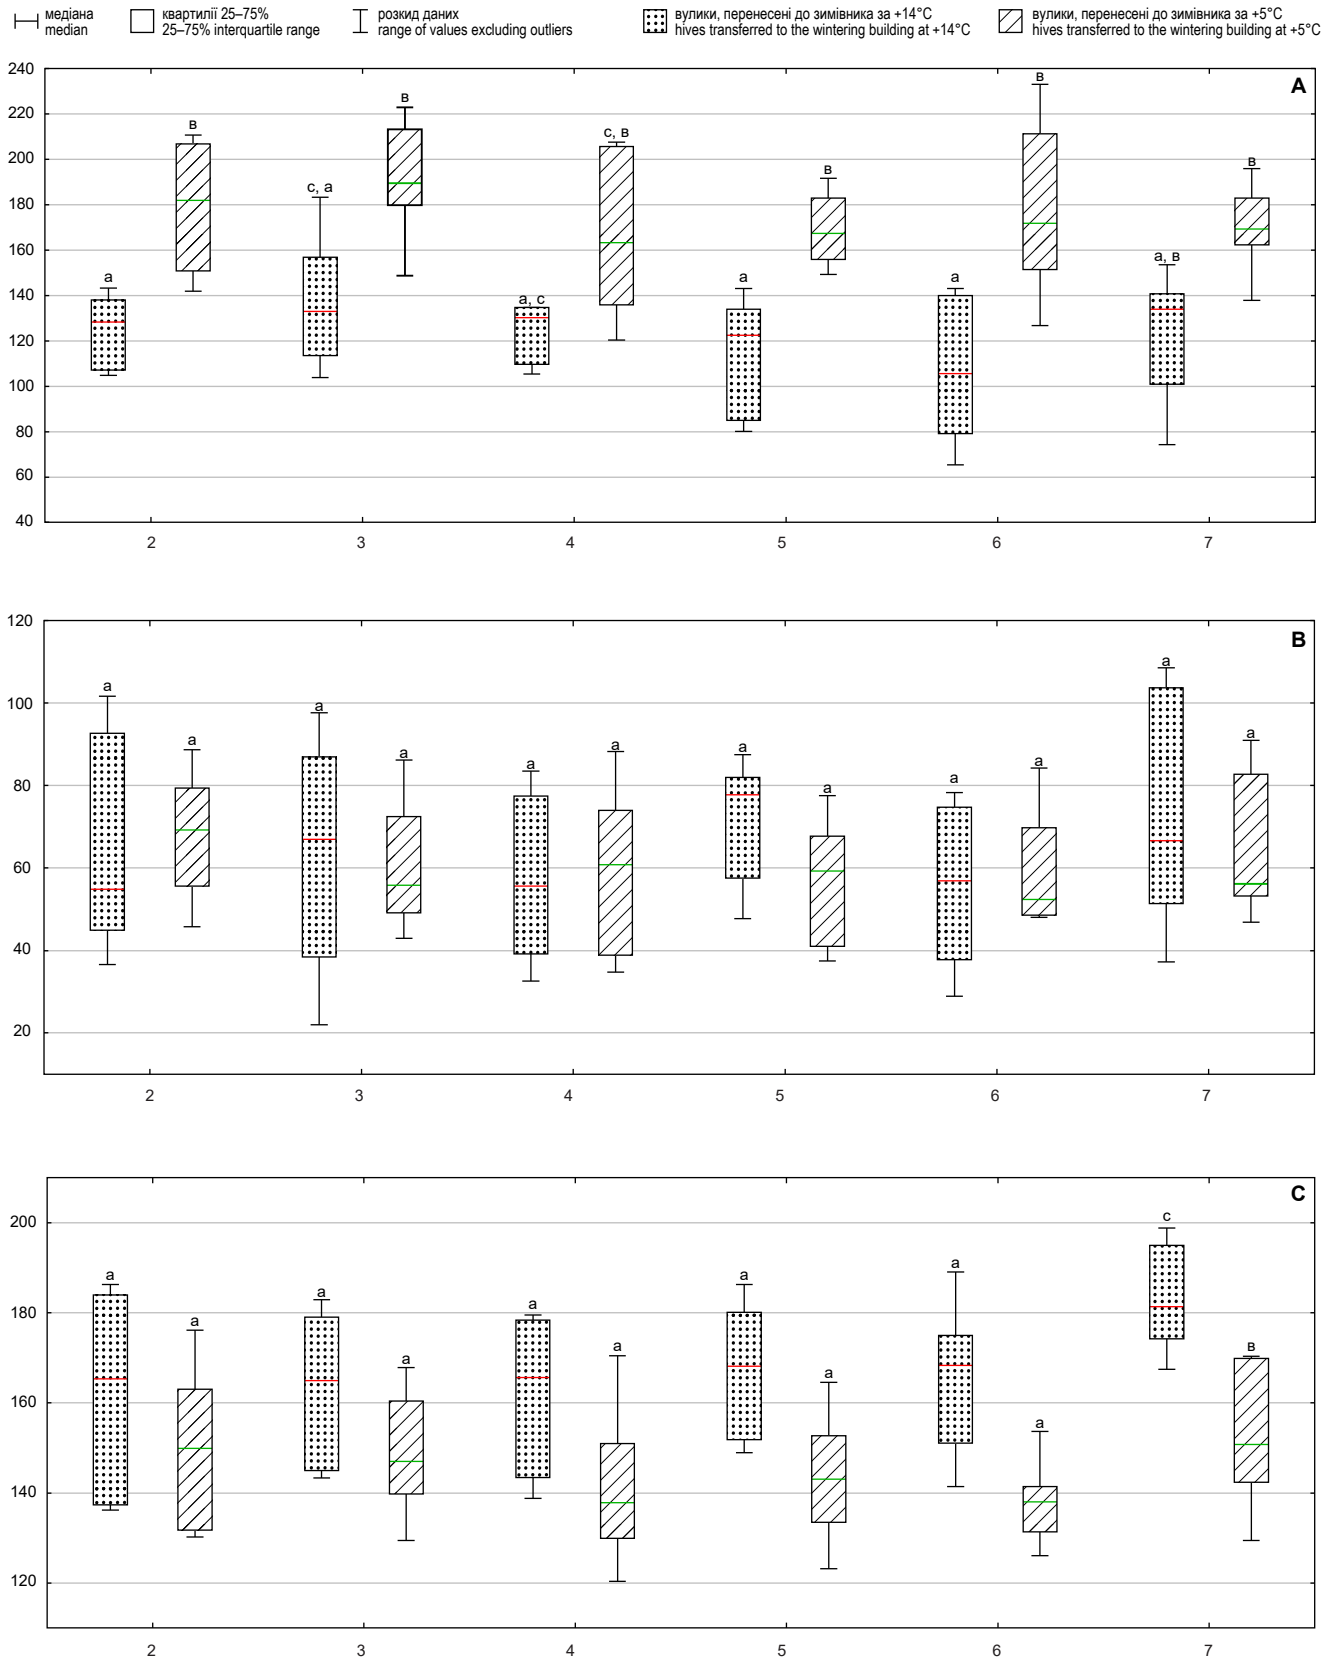 медіана
median
квартилії 25–75%
25–75% interquartile range
розкид даних
range of values excluding outliers
вулики, перенесені до зимівника за +14°C
hives transferred to the wintering building at +14°C
вулики, перенесені до зимівника за +5°C
hives transferred to the wintering building at +5°C
A
240
220
200
180
160
140
120
100
80
60
40
a
в
c, a
в
a, c
c, в
a
в
a
в
a, в
в
2 3 4 5 6 7
B
120
100
80
60
40
20
a
a
a
a
a
a
a
a
a
a
a
a
2 3 4 5 6 7
C
200
180
160
140
120
a
a
a
a
a
a
a
a
a
a
c
в
2 3 4 5 6 7